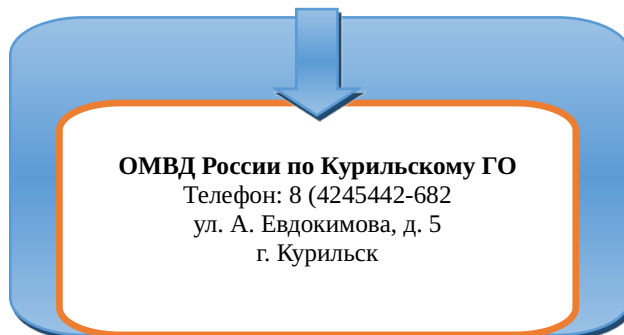 ОМВД России по Курильскому ГО
Телефон: 8 (4245442-682
ул. А. Евдокимова, д. 5
г. Курильск